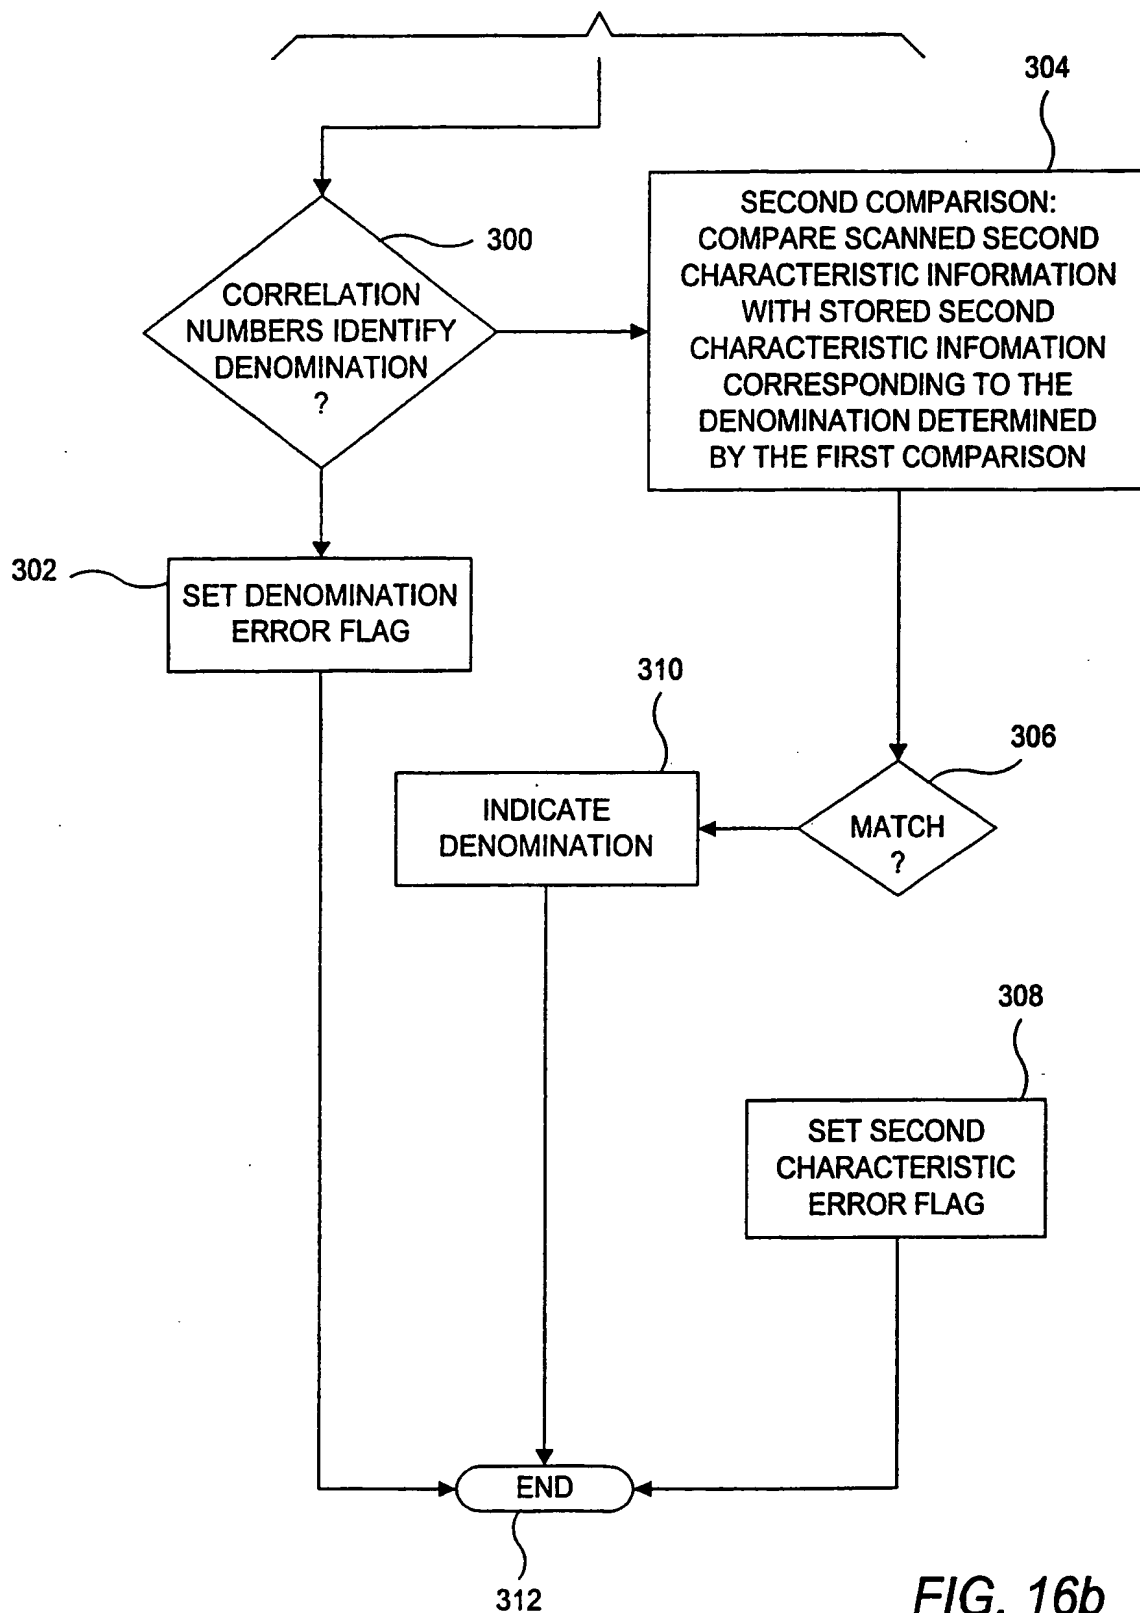 304
300
CORRELATION
NUMBERS IDENTIFY
DENOMINATION
?
SECOND COMPARISON:
COMPARE SCANNED SECOND
CHARACTERISTIC INFORMATION
WITH STORED SECOND
CHARACTERISTIC INFOMATION
CORRESPONDING TO THE
DENOMINATION DETERMINED
BY THE FIRST COMPARISON
302
SET DENOMINATION
ERROR FLAG
310
306
INDICATE
DENOMINATION
MATCH
?
308
SET SECOND
CHARACTERISTIC
ERROR FLAG
END
312
FIG. 16b